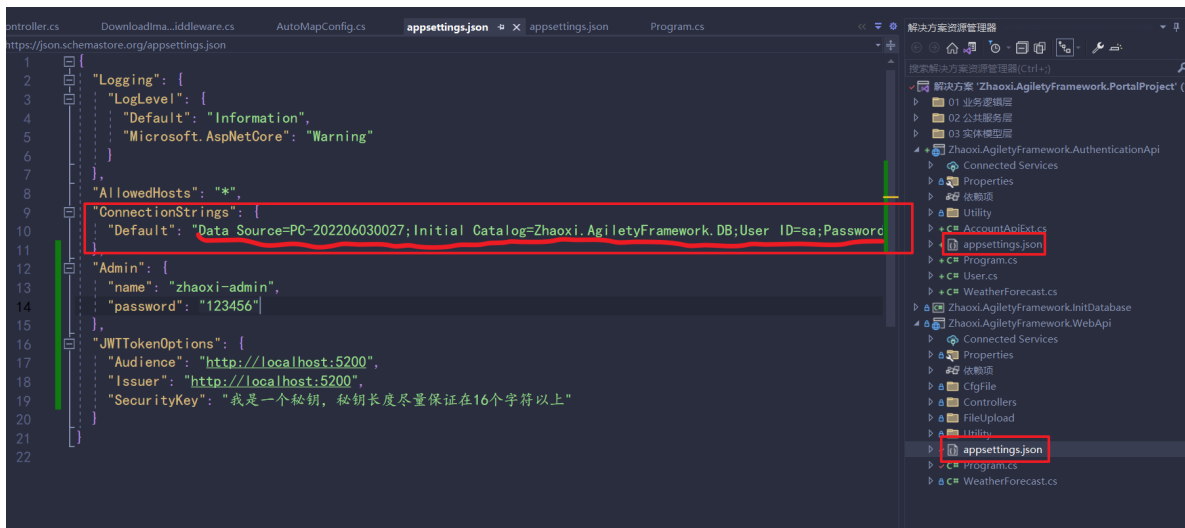 ontroller.cs DownloadIma...iddleware.cs AutoMapConfig.cs appsettings.json appsettings.json Program.cs
https://json.schemastore.org/appsettings.json
1 {
2 "Logging": {
3 "LogLevel": {
4 "Default": "Information",
5 "Microsoft.AspNetCore": "Warning"
6 }
7 },
8 "AllowedHosts": "*",
9 "ConnectionStrings": {
10 "Default": "Data Source=PC-202206030027;Initial Catalog=Zhaoxi.AgiletyFramework.DB;User ID=sa;Password
11 },
12 "Admin": {
13 "name": "zhaoxi-admin",
14 "password": "123456"
15 },
16 "JWTTokenOptions": {
17 "Audience": "http://localhost:5200",
18 "Issuer": "http://localhost:5200",
19 "SecurityKey": "我是一个秘钥，秘钥长度尽量保证在16个字符以上"
20 }
21 }
22
解决方案资源管理器
搜索解决方案资源管理器(Ctrl+;)
解决方案 'Zhaoxi.AgiletyFramework.PortalProject' (
01 业务逻辑层
02 公共服务层
03 实体模型层
Zhaoxi.AgiletyFramework.AuthenticationApi
Connected Services
Properties
依赖项
Utility
C# AccountApiExt.cs
appsettings.json
C# Program.cs
C# User.cs
C# WeatherForecast.cs
Zhaoxi.AgiletyFramework.InitDatabase
Zhaoxi.AgiletyFramework.WebApi
Connected Services
Properties
依赖项
CfgFile
Controllers
FileUpload
Utility
appsettings.json
C# Program.cs
C# WeatherForecast.cs